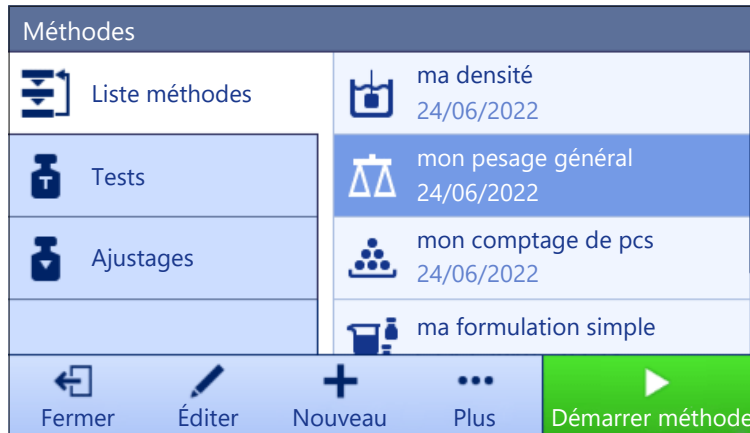 Méthodes
Liste méthodes
Tests
Ajustages
ma densité
24/06/2022
mon pesage général
24/06/2022
mon comptage de pcs
24/06/2022
ma formulation simple
Fermer
Éditer
Nouveau
Plus
Démarrer méthode